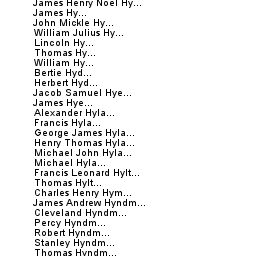 James Henry Noel Hy...
James Hy...
John Mickle Hy...
William Julius Hy...
Lincoln Hy...
Thomas Hy...
William Hy...
Bertie Hyd...
Herbert Hyd...
Jacob Samuel Hye...
James Hye...
Alexander Hyla...
Francis Hyla...
George James Hyla...
Henry Thomas Hyla...
Michael John Hyla...
Michael Hyla...
Francis Leonard Hylt...
Thomas Hylt...
Charles Henry Hym...
James Andrew Hyndm...
Cleveland Hyndm...
Percy Hyndm...
Robert Hyndm...
Stanley Hyndm...
Thomas Hyndm...